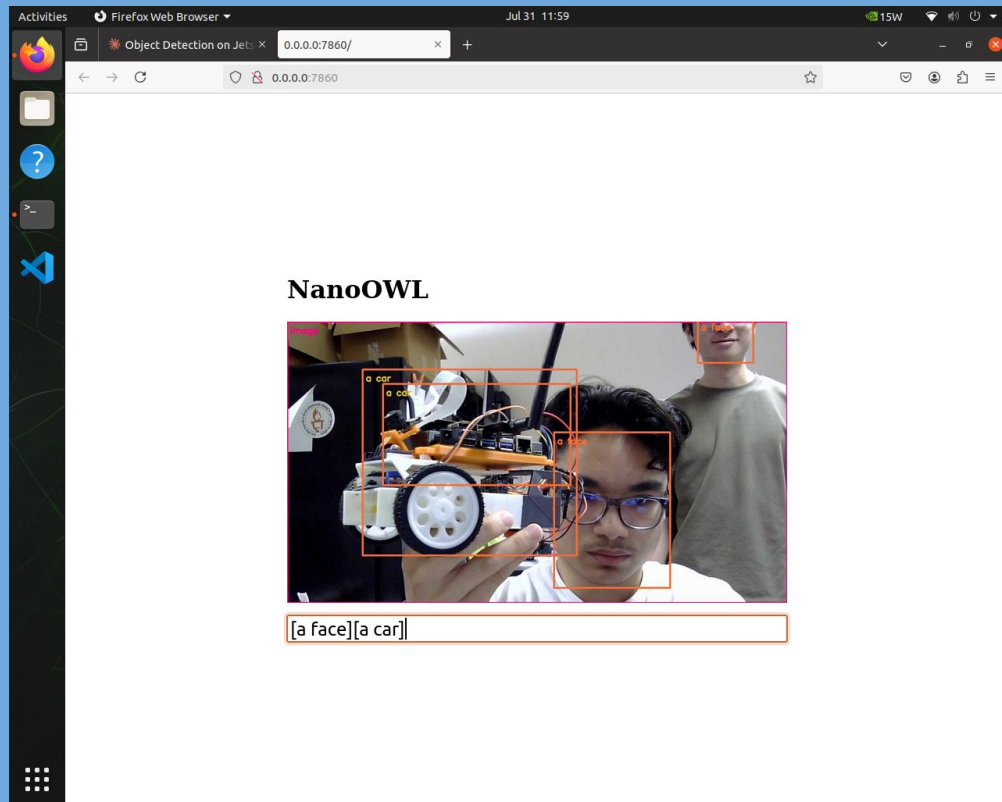 Activities
Firefox Web Browser
Jul 31 11:59
15W
Object Detection on Jets
0.0.0.0:7860/
0.0.0.0:7860
NanoOWL
image
a face
a car
a car
a face
[a face][a car]